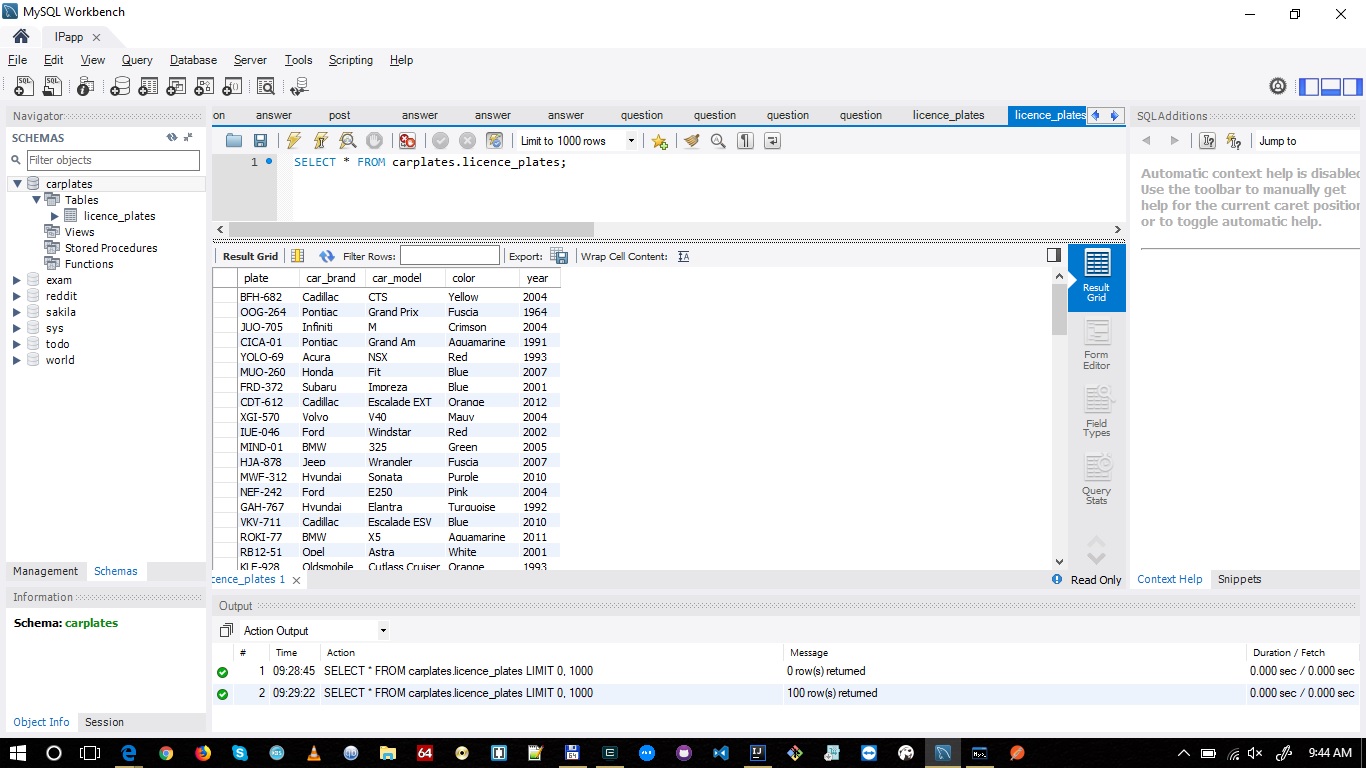 MySQL Workbench
IPapp
File Edit View Query Database Server Tools Scripting Help
Navigator
SCHEMAS
Filter objects
carplates
Tables
licence_plates
Views
Stored Procedures
Functions
exam
reddit
sakila
sys
todo
world
Management Schemas
Information
Schema: carplates
Object Info Session
on answer post answer answer answer question question question question licence_plates licence_plates
Limit to 1000 rows
1 SELECT * FROM carplates.licence_plates;
Result Grid Filter Rows: Export: Wrap Cell Content:
plate car_brand car_model color year
BFH-682 Cadillac CTS Yellow 2004
OOG-264 Pontiac Grand Prix Fuscia 1964
JUO-705 Infiniti M Crimson 2004
CICA-01 Pontiac Grand Am Aquamarine 1991
YOLO-69 Acura NSX Red 1993
MUO-260 Honda Fit Blue 2007
FRD-372 Subaru Impreza Blue 2001
CDT-612 Cadillac Escalade EXT Orange 2012
XGI-570 Volvo V40 Mauv 2004
IUE-046 Ford Windstar Red 2002
MIND-01 BMW 325 Green 2005
HJA-878 Jeep Wrangler Fuscia 2007
MWF-312 Hyundai Sonata Purple 2010
NEF-242 Ford E250 Pink 2004
GAH-767 Hyundai Elantra Turquoise 1992
VKV-711 Cadillac Escalade ESV Blue 2010
ROKI-77 BMW X5 Aquamarine 2011
RB12-51 Opel Astra White 2001
KLE-928 Oldsmobile Cutlass Cruiser Orange 1993
Result
Grid
Form
Editor
Field
Types
Query
Stats
cence_plates 1
Read Only
SQLAdditions
Jump to
Automatic context help is disabled
Use the toolbar to manually get
help for the current caret position
or to toggle automatic help.
Context Help Snippets
Output
Action Output
# Time Action Message Duration / Fetch
1 09:28:45 SELECT * FROM carplates.licence_plates LIMIT 0, 1000 0 row(s) returned 0.000 sec / 0.000 sec
2 09:29:22 SELECT * FROM carplates.licence_plates LIMIT 0, 1000 100 row(s) returned 0.000 sec / 0.000 sec
64
9:44 AM